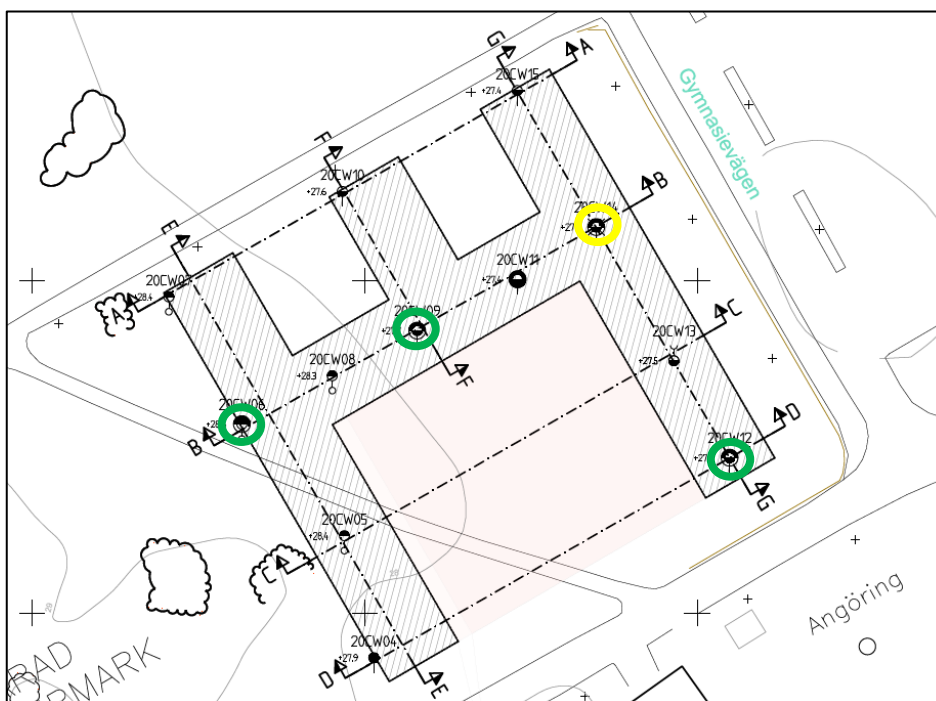 G
A
20CW15
+27.4
Gymnasievägen
F
20CW10
+27.6
B
E
20CW11
+27.4
20CW07
+28.4
A
20CW09
C
20CW13
+27.5
20CW08
+28.3
F
20CW06
D
20CW12
B
G
20CW05
+28.4
C
Angöring
20CW04
+27.9
D
E